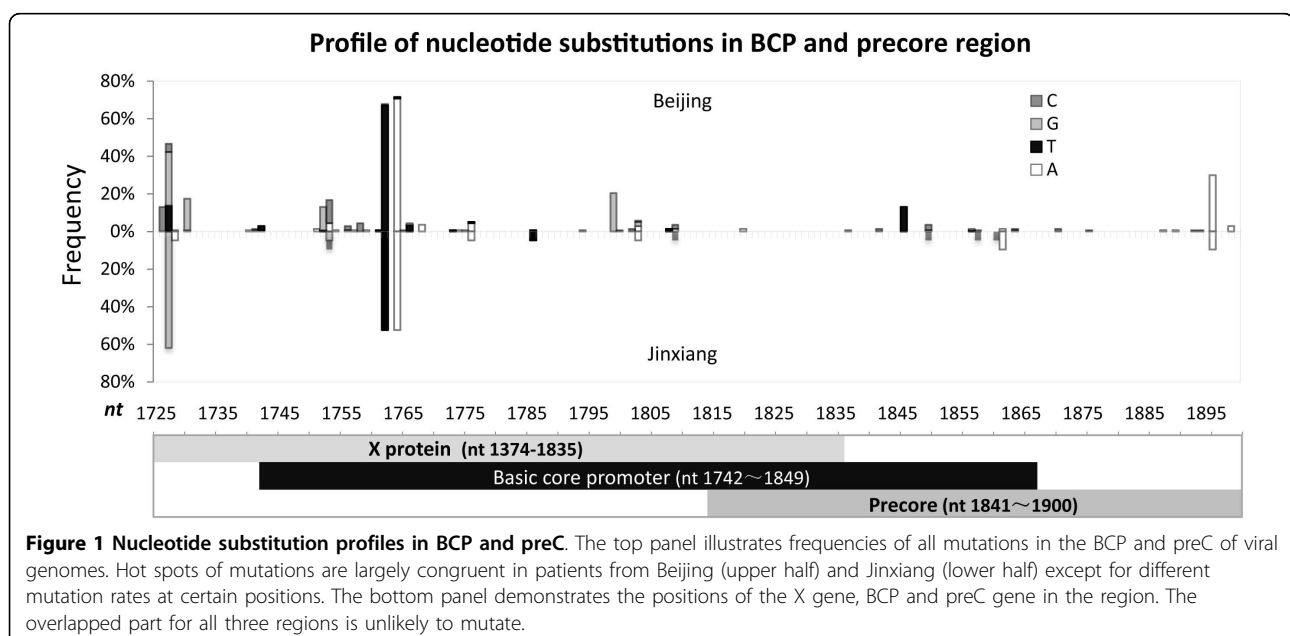 Profile of nucleotide substitutions in BCP and precore region
80%
60%
40%
20%
0%
20%
40%
60%
80%
Frequency
Beijing
Jinxiang
C
G
T
A
nt 1725 1735 1745 1755 1765 1775 1785 1795 1805 1815 1825 1835 1845 1855 1865 1875 1885 1895
X protein (nt 1374-1835)
Basic core promoter (nt 1742~1849)
Precore (nt 1841~1900)
Figure 1 Nucleotide substitution profiles in BCP and preC. The top panel illustrates frequencies of all mutations in the BCP and preC of viral
genomes. Hot spots of mutations are largely congruent in patients from Beijing (upper half) and Jinxiang (lower half) except for different
mutation rates at certain positions. The bottom panel demonstrates the positions of the X gene, BCP and preC gene in the region. The
overlapped part for all three regions is unlikely to mutate.